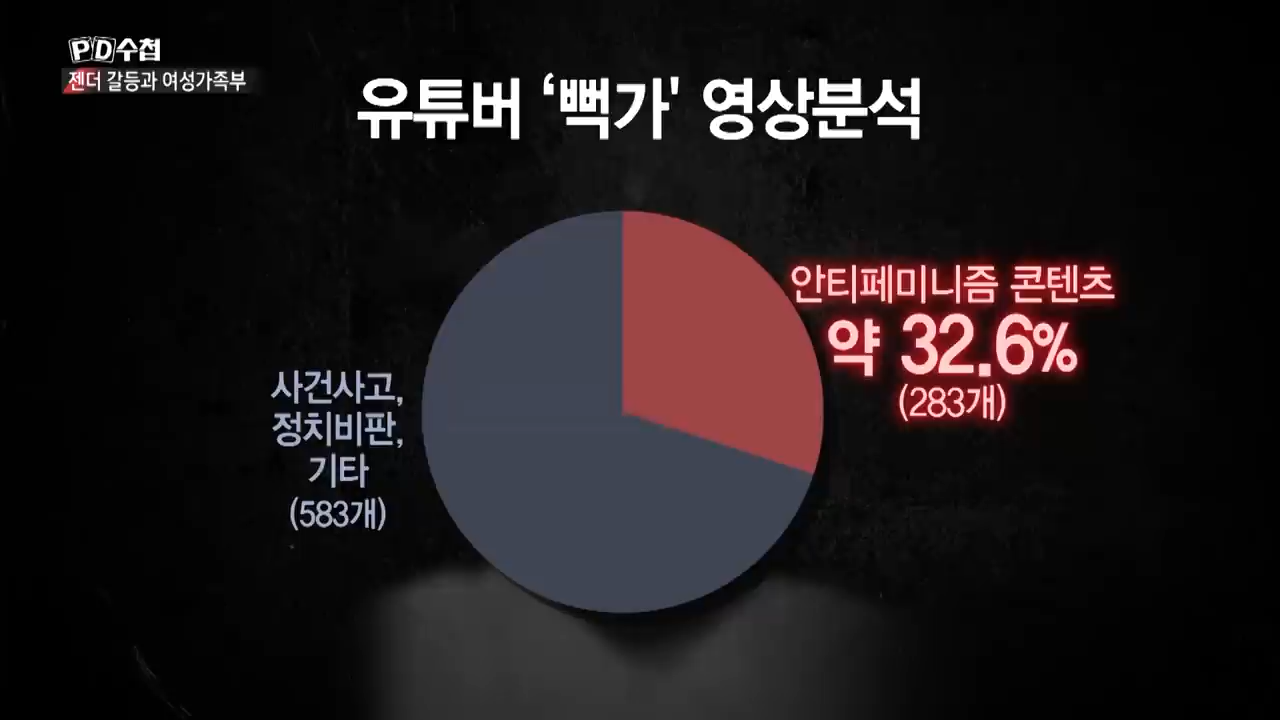 PD수첩
젠더 갈등과 여성가족부
유튜버 ‘뻑가' 영상분석
안티페미니즘 콘텐츠
약 32.6%
(283개)
사건사고,
정치비판,
기타
(583개)